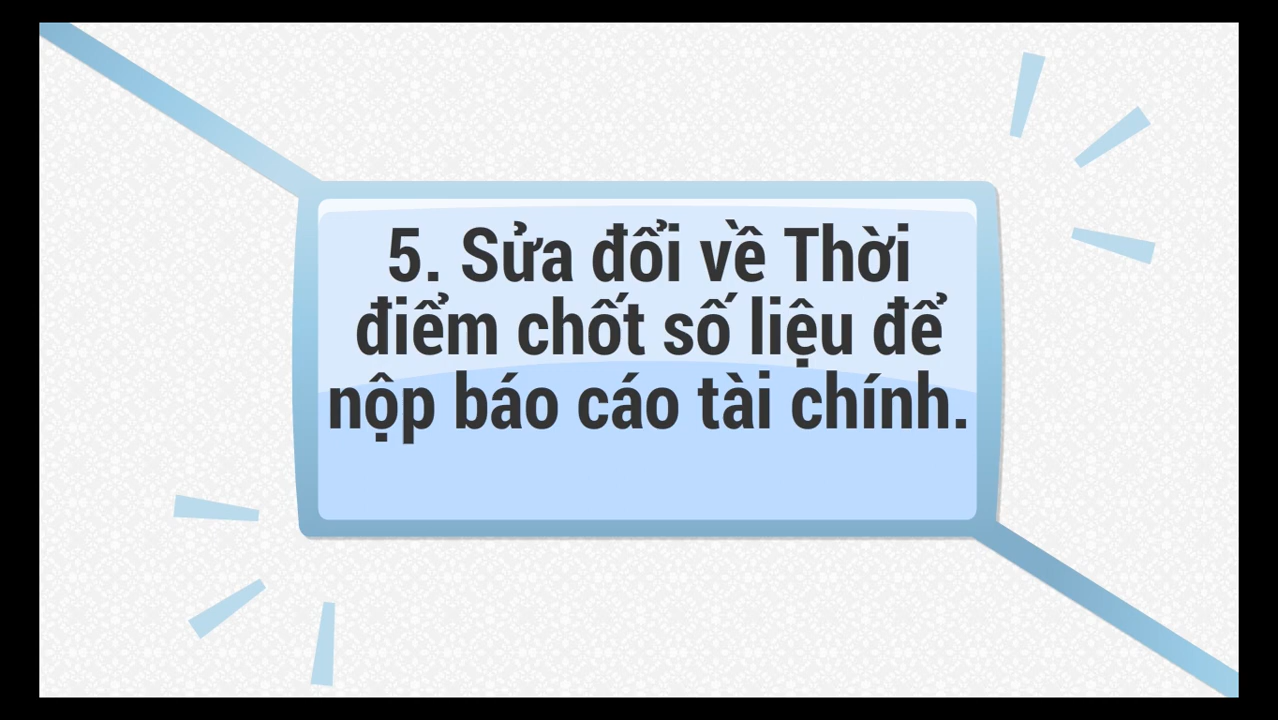 5. Sửa đổi về Thời
điểm chốt số liệu để
nộp báo cáo tài chính.